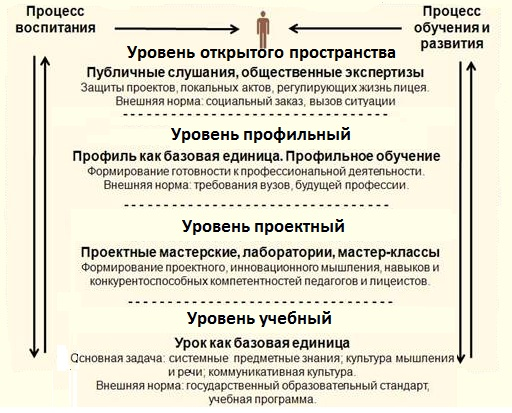 Процесс
воспитания
Процесс
обучения и
развития
Уровень открытого пространства
Публичные слушания, общественные экспертизы
Защиты проектов, локальных актов, регулирующих жизнь лицея.
Внешняя норма: социальный заказ, вызов ситуации
Уровень профильный
Профиль как базовая единица. Профильное обучение
Формирование готовности к профессиональной деятельности.
Внешняя норма: требования вузов, будущей профессии.
Уровень проектный
Проектные мастерские, лаборатории, мастер-классы
Формирование проектного, инновационного мышления, навыков и
конкурентоспособных компетентностей педагогов и лицеистов.
Уровень учебный
Урок как базовая единица
Основная задача: системные предметные знания; культура мышления
и речи; коммуникативная культура.
Внешняя норма: государственный образовательный стандарт,
учебная программа.